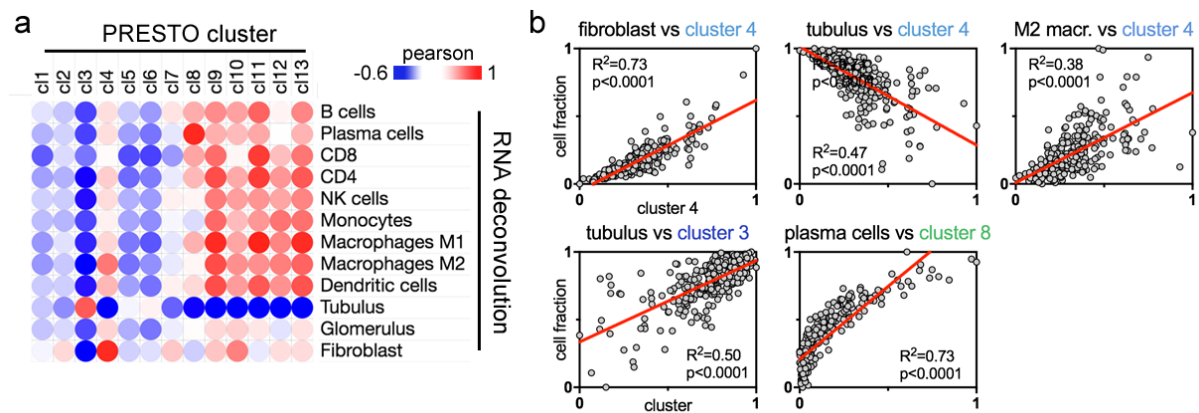 a
PRESTO cluster
cl1 cl2 cl3 cl4 cl5 cl6 cl7 cl8 cl9 cl10 cl11 cl12 cl13
pearson
-0.6 1
B cells
Plasma cells
CD8
CD4
NK cells
Monocytes
Macrophages M1
Macrophages M2
Dendritic cells
Tubulus
Glomerulus
Fibroblast
RNA deconvolution
b
fibroblast vs cluster 4
1
R²=0.73
p<0.0001
cell fraction
0
0 1
cluster 4
tubulus vs cluster 4
1
R²=0.47
p<0.0001
0
0 1
M2 macr. vs cluster 4
1
R²=0.38
p<0.0001
0
0 1
tubulus vs cluster 3
1
cell fraction
R²=0.50
p<0.0001
0
0 1
cluster
plasma cells vs cluster 8
1
R²=0.73
p<0.0001
0
0 1